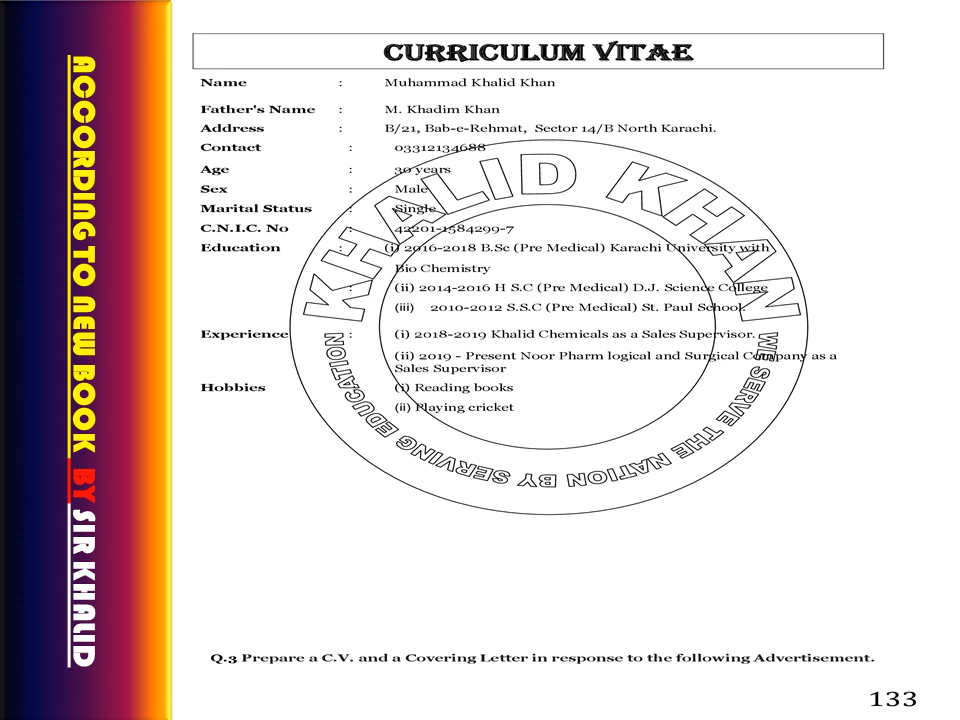 ACCORDING TO NEW BOOK BY SIR KHALID
CURRICULUM VITAE
Name : Muhammad Khalid Khan
Father's Name : M. Khadim Khan
Address : B/21, Bab-e-Rehmat, Sector 14/B North Karachi.
Contact : 03312134688
Age : 30 years
Sex : Male
Marital Status : Single
C.N.I.C. No : 42201-1584299-7
Education : (i) 2016-2018 B.Sc (Pre Medical) Karachi University with
Bio Chemistry
: (ii) 2014-2016 H S.C (Pre Medical) D.J. Science College
(iii) 2010-2012 S.S.C (Pre Medical) St. Paul School.
Experience : (i) 2018-2019 Khalid Chemicals as a Sales Supervisor.
(ii) 2019 - Present Noor Pharm logical and Surgical Company as a
Sales Supervisor
Hobbies : (i) Reading books
(ii) Playing cricket
KHALID KHAN
WE SERVE THE NATION BY SERVING EDUCATION
Q.3 Prepare a C.V. and a Covering Letter in response to the following Advertisement.
133